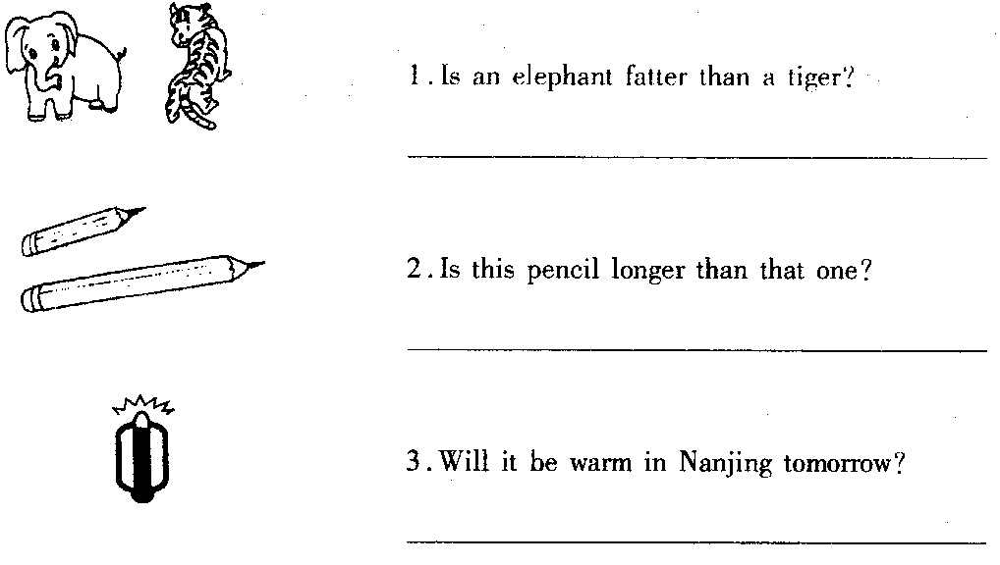 1.Is an elephant fatter than a tiger?
2.Is this pencil longer than that one?
3.Will it be warm in Nanjing tomorrow?